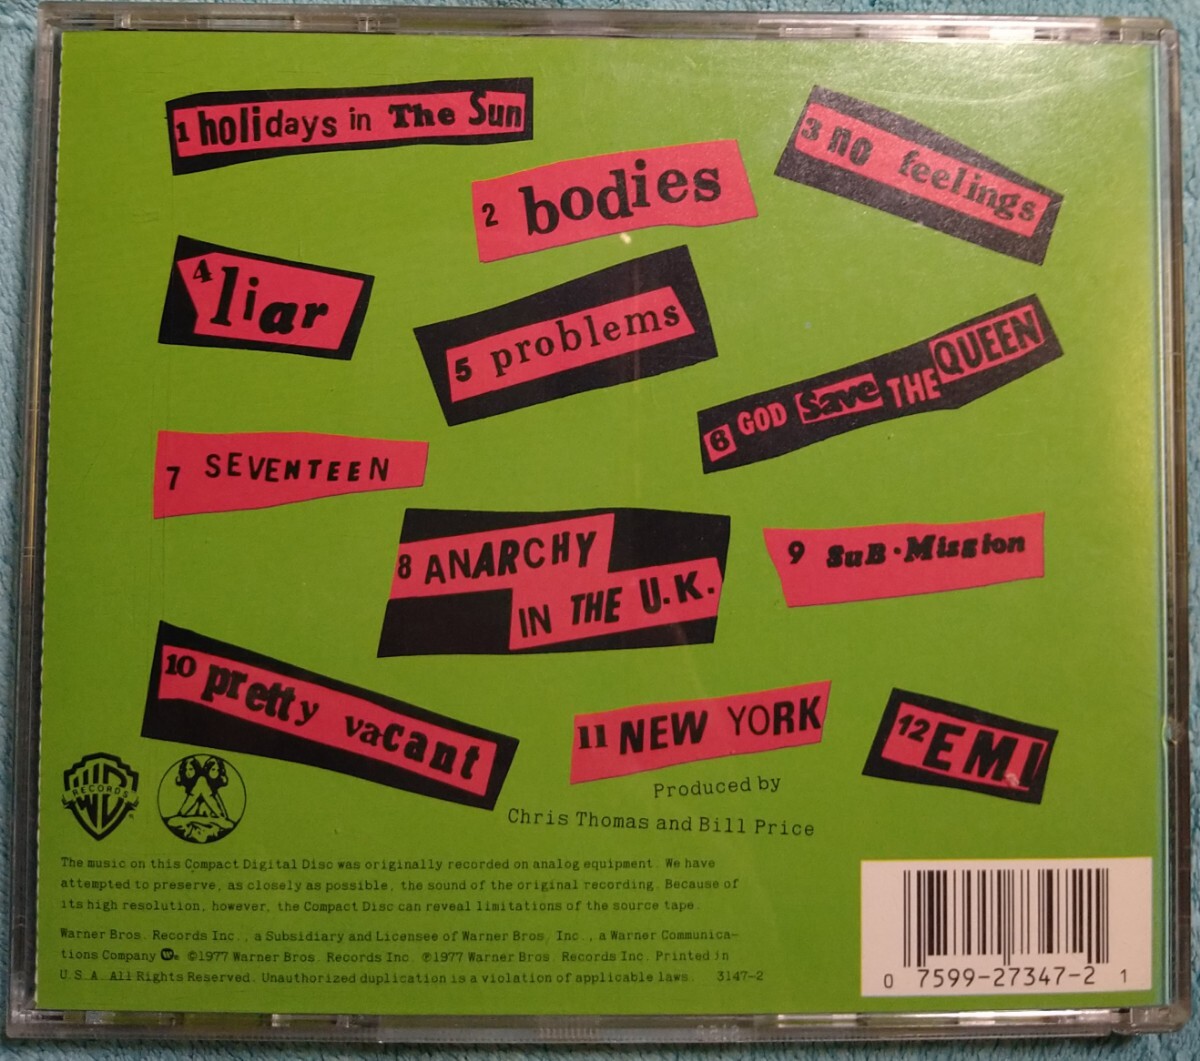 1 holidays in The Sun
2 bodies
3 no feelings
4 liar
5 problems
6 GOD Save THE QUEEN
7 SEVENTEEN
8 ANARCHY
IN THE U.K.
9 SuB·Mission
10 pretty vacant
11 NEW YORK
12 EMI
Produced by
Chris Thomas and Bill Price
WB
RECORDS
The music on this Compact Digital Disc was originally recorded on analog equipment. We have
attempted to preserve, as closely as possible, the sound of the original recording. Because of
its high resolution, however, the Compact Disc can reveal limitations of the source tape.
Warner Bros. Records Inc., a Subsidiary and Licensee of Warner Bros. Inc., a Warner Communica-
tions Company ©1977 Warner Bros. Records Inc. ℗1977 Warner Bros. Records Inc. Printed in
U.S.A. All Rights Reserved. Unauthorized duplication is a violation of applicable laws. 3147-2
0 7599-27347-2 1